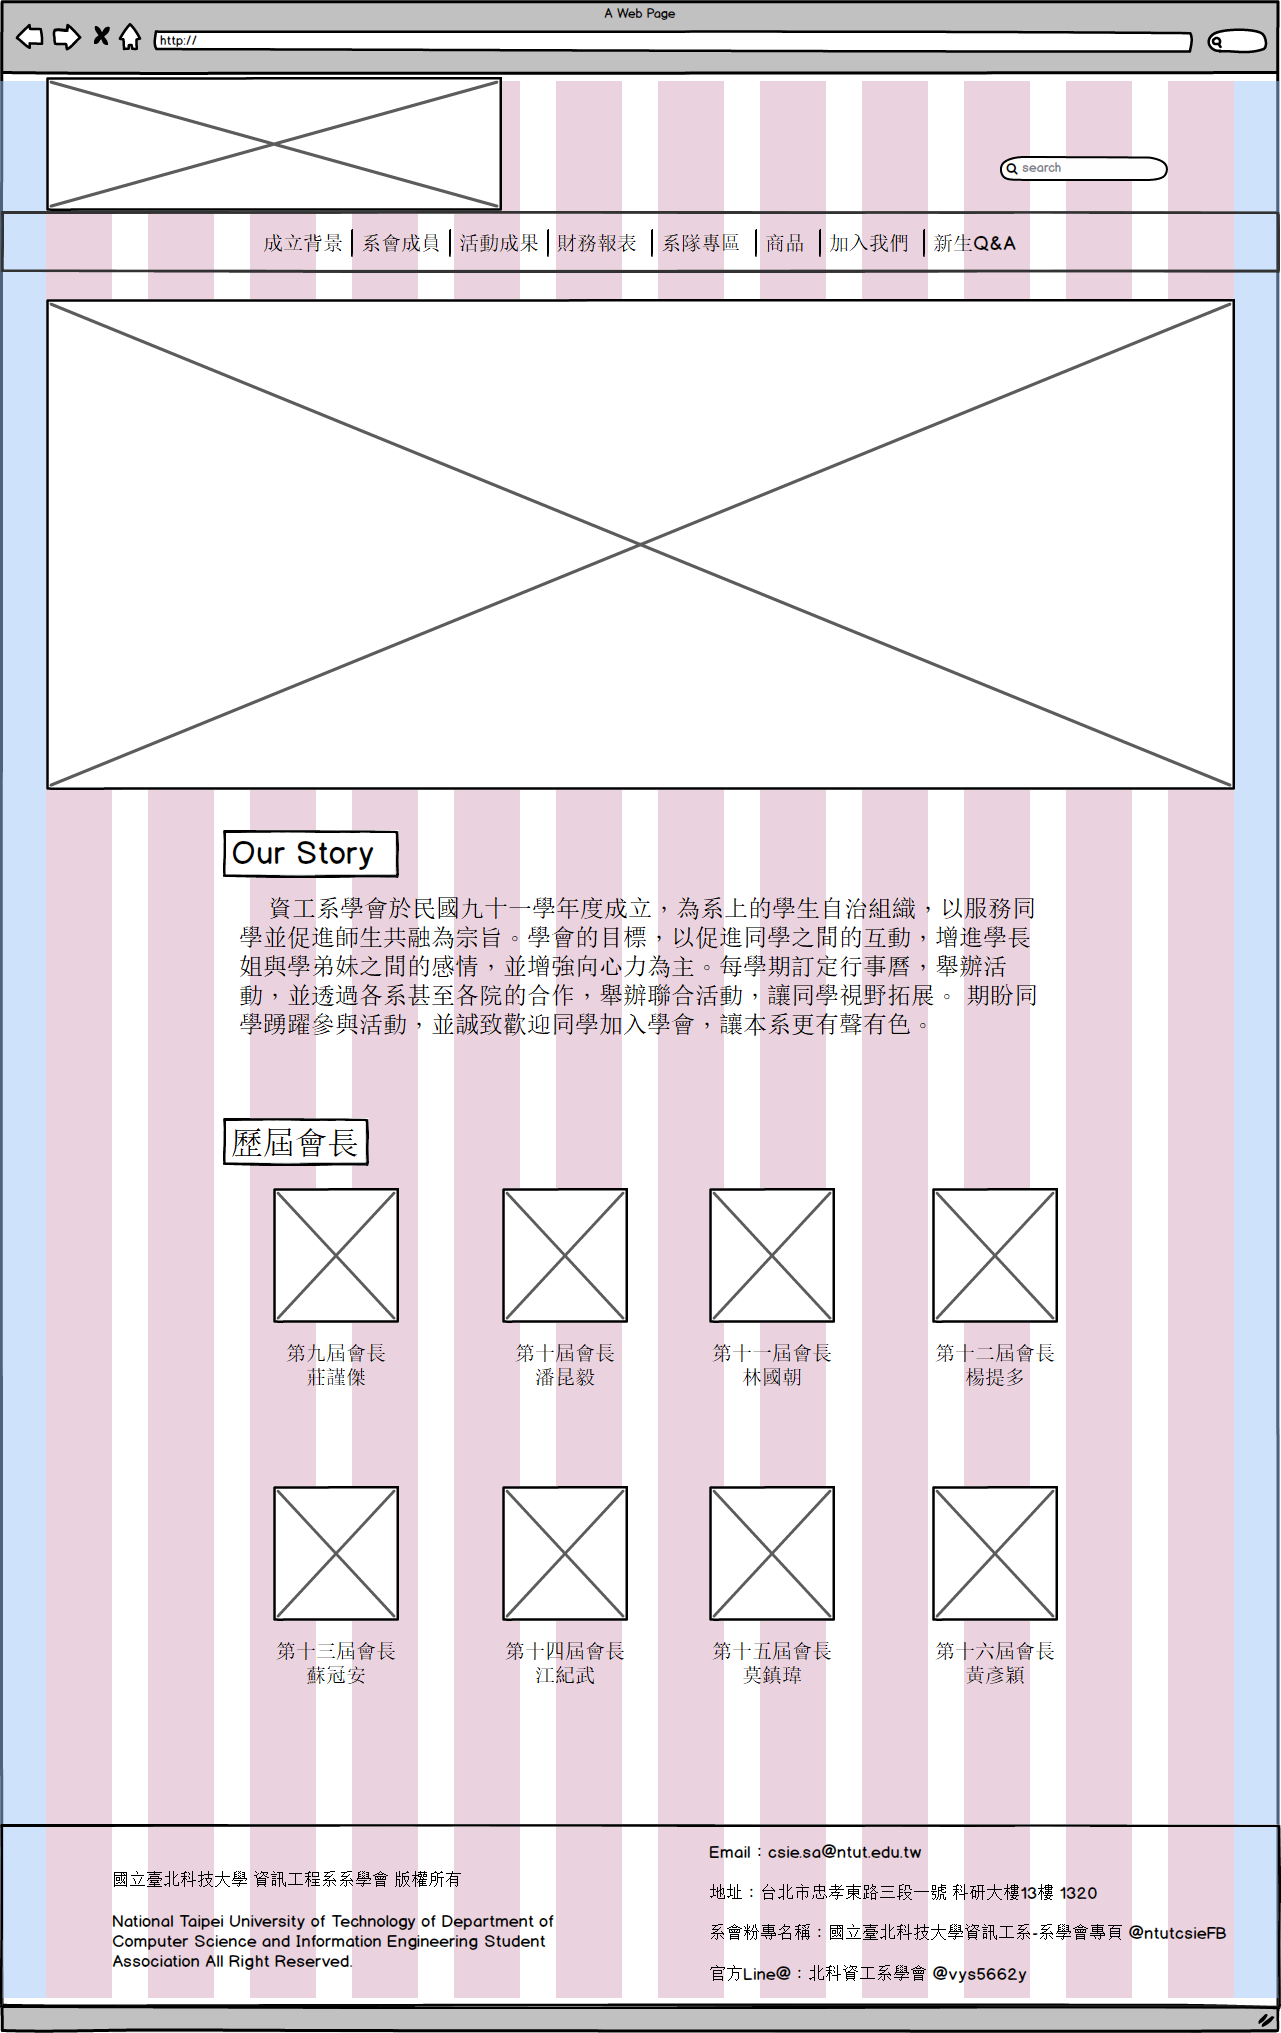 A Web Page
http://
search
成立背景 系會成員 活動成果 財務報表 系隊專區 商品 加入我們 新生Q&A
Our Story
資工系學會於民國九十一學年度成立，為系上的學生自治組織，以服務同
學並促進師生共融為宗旨。學會的目標，以促進同學之間的互動，增進學長
姐與學弟妹之間的感情，並增強向心力為主。每學期訂定行事曆，舉辦活
動，並透過各系甚至各院的合作，舉辦聯合活動，讓同學視野拓展。 期盼同
學踴躍參與活動，並誠致歡迎同學加入學會，讓本系更有聲有色。
歷屆會長
第九屆會長
莊謹傑
第十屆會長
潘昆毅
第十一屆會長
林國朝
第十二屆會長
楊提多
第十三屆會長
蘇冠安
第十四屆會長
江紀武
第十五屆會長
莫鎮瑋
第十六屆會長
黃彥穎
國立臺北科技大學 資訊工程系系學會 版權所有
National Taipei University of Technology of Department of
Computer Science and Information Engineering Student
Association All Right Reserved.
Email：csie.sa@ntut.edu.tw
地址：台北市忠孝東路三段一號 科研大樓13樓 1320
系會粉專名稱：國立臺北科技大學資訊工系-系學會專頁 @ntutcsieFB
官方Line@：北科資工系學會 @vys5662y